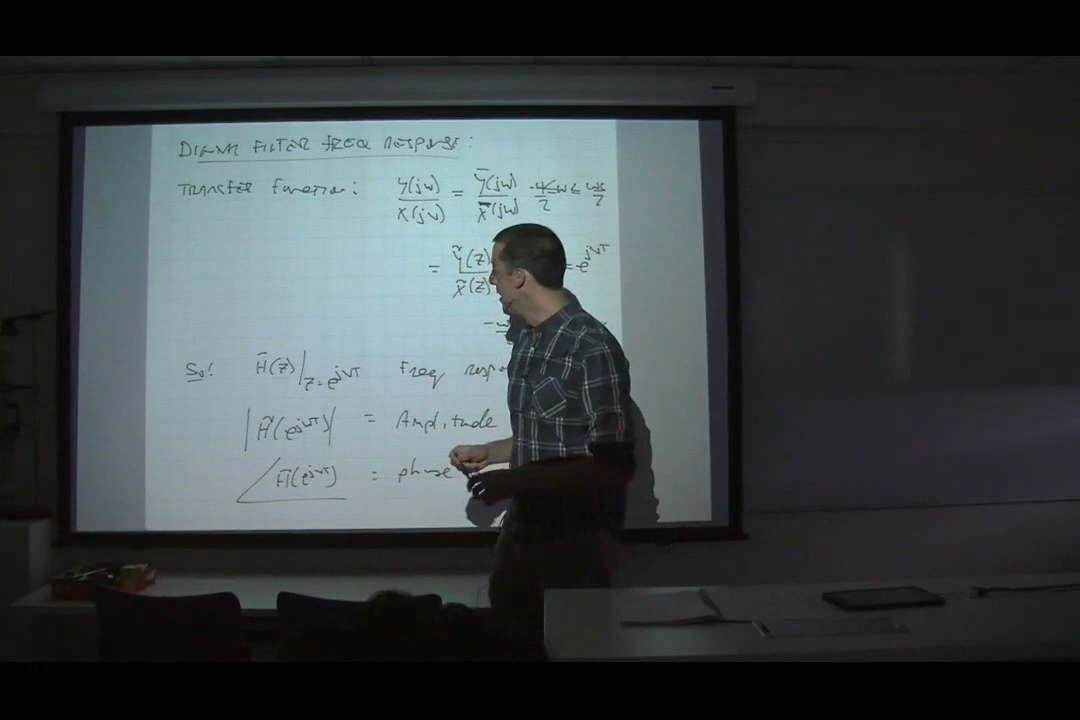 DIGITAL FILTER FREQ RESPONSE:
TRANSFER FUNCTION: Y(jω)/X(jω) = Ȳ(jω)/X̄(jω) -ωs/2 ≤ ω ≤ ωs/2
= Ỹ(z)/X̃(z) = e^jωT
So! H̃(z)|z=e^jωT Freq resp
|H̃(e^jωT)| = Amplitude
∠H̃(e^jωT) = phase